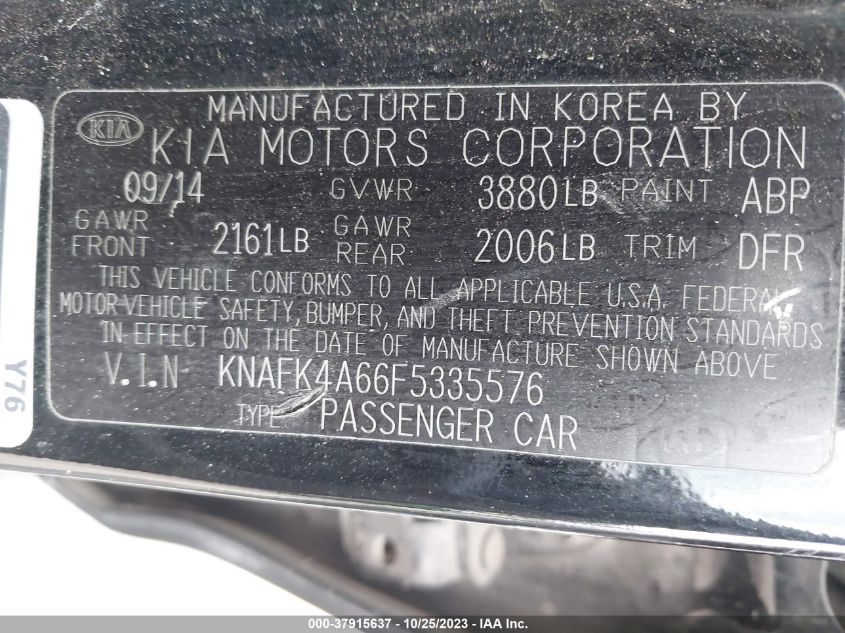 MANUFACTURED IN KOREA BY
KIA KIA MOTORS CORPORATION
09/14 GVWR 3880LB PAINT ABP
GAWR FRONT 2161LB GAWR REAR 2006LB TRIM DFR
THIS VEHICLE CONFORMS TO ALL APPLICABLE U.S.A. FEDERAL
MOTOR-VEHICLE SAFETY, BUMPER, AND THEFT PREVENTION STANDARDS
IN EFFECT ON THE DATE OF MANUFACTURE SHOWN ABOVE
V.I.N KNAFK4A66F5335576
TYPE PASSENGER CAR
Y76
000-37915637 - 10/25/2023 - IAA, Inc.